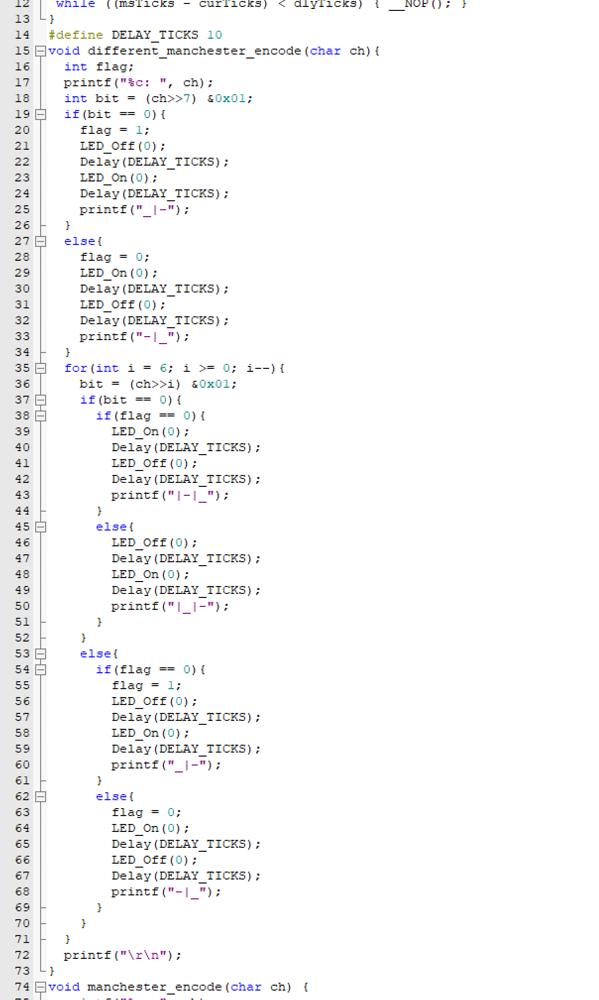 12 while ((msTicks - curTicks) < dlyTicks) { __NOP(); }
13 }
14 #define DELAY_TICKS 10
15 void different_manchester_encode(char ch){
16 int flag;
17 printf("%c: ", ch);
18 int bit = (ch>>7) &0x01;
19 if(bit == 0){
20 flag = 1;
21 LED_Off(0);
22 Delay(DELAY_TICKS);
23 LED_On(0);
24 Delay(DELAY_TICKS);
25 printf("_|-");
26 }
27 else{
28 flag = 0;
29 LED_On(0);
30 Delay(DELAY_TICKS);
31 LED_Off(0);
32 Delay(DELAY_TICKS);
33 printf("-|_");
34 }
35 for(int i = 6; i >= 0; i--){
36 bit = (ch>>i) &0x01;
37 if(bit == 0){
38 if(flag == 0){
39 LED_On(0);
40 Delay(DELAY_TICKS);
41 LED_Off(0);
42 Delay(DELAY_TICKS);
43 printf("|-|_");
44 }
45 else{
46 LED_Off(0);
47 Delay(DELAY_TICKS);
48 LED_On(0);
49 Delay(DELAY_TICKS);
50 printf("|_|-");
51 }
52 }
53 else{
54 if(flag == 0){
55 flag = 1;
56 LED_Off(0);
57 Delay(DELAY_TICKS);
58 LED_On(0);
59 Delay(DELAY_TICKS);
60 printf("_|-");
61 }
62 else{
63 flag = 0;
64 LED_On(0);
65 Delay(DELAY_TICKS);
66 LED_Off(0);
67 Delay(DELAY_TICKS);
68 printf("-|_");
69 }
70 }
71 }
72 printf("\r\n");
73 }
74 void manchester_encode(char ch) {